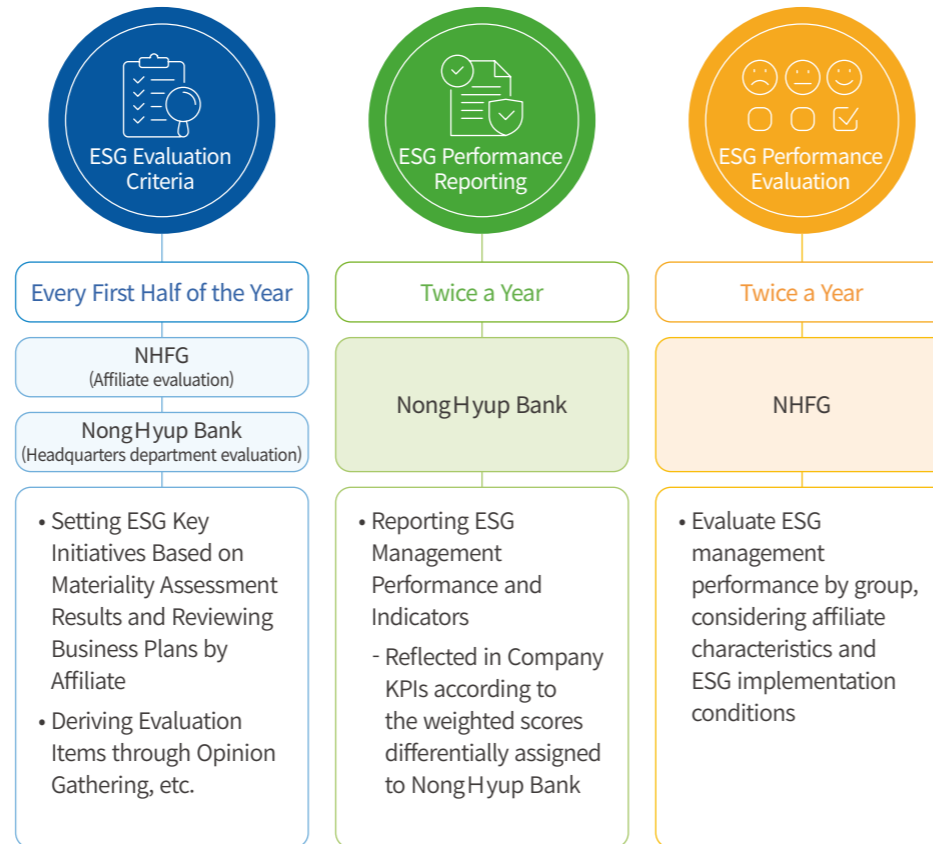 ESG Evaluation
Criteria
Every First Half of the Year
NHFG
(Affiliate evaluation)
NongHyup Bank
(Headquarters department evaluation)
• Setting ESG Key
Initiatives Based on
Materiality Assessment
Results and Reviewing
Business Plans by
Affiliate
• Deriving Evaluation
Items through Opinion
Gathering, etc.
ESG Performance
Reporting
Twice a Year
NongHyup Bank
• Reporting ESG
Management
Performance and
Indicators
- Reflected in Company
KPIs according to
the weighted scores
differentially assigned
to NongHyup Bank
ESG Performance
Evaluation
Twice a Year
NHFG
• Evaluate ESG
management
performance by group,
considering affiliate
characteristics and
ESG implementation
conditions